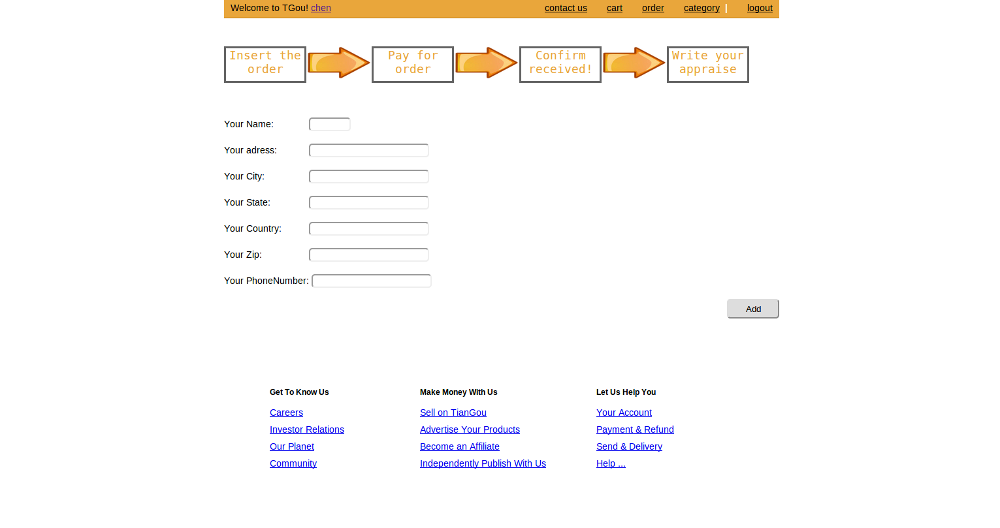 Welcome to TGou! chen contact us cart order category | logout
Insert the order
Pay for order
Confirm received!
Write your appraise
Your Name:
Your adress:
Your City:
Your State:
Your Country:
Your Zip:
Your PhoneNumber:
Add
Get To Know Us
Careers
Investor Relations
Our Planet
Community
Make Money With Us
Sell on TianGou
Advertise Your Products
Become an Affiliate
Independently Publish With Us
Let Us Help You
Your Account
Payment & Refund
Send & Delivery
Help ...